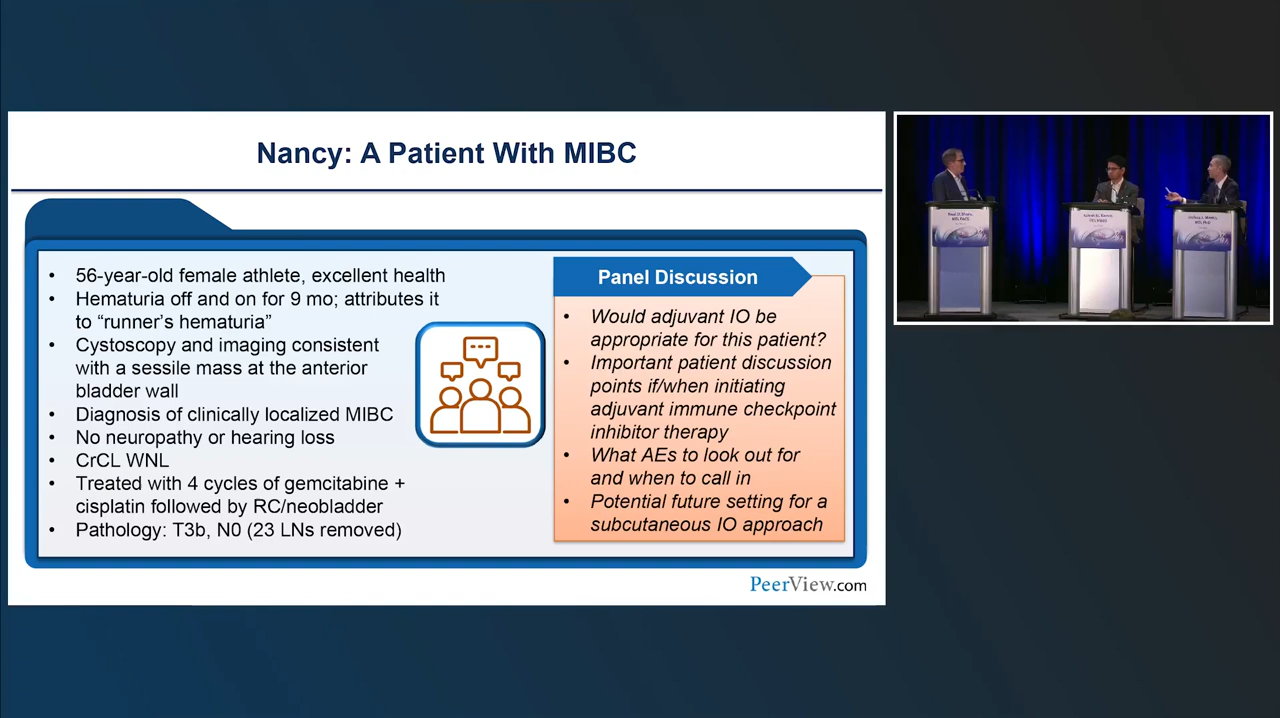 Nancy: A Patient With MIBC
• 56-year-old female athlete, excellent health
• Hematuria off and on for 9 mo; attributes it
to “runner’s hematuria”
• Cystoscopy and imaging consistent
with a sessile mass at the anterior
bladder wall
• Diagnosis of clinically localized MIBC
• No neuropathy or hearing loss
• CrCL WNL
• Treated with 4 cycles of gemcitabine +
cisplatin followed by RC/neobladder
• Pathology: T3b, N0 (23 LNs removed)
Panel Discussion
• Would adjuvant IO be
appropriate for this patient?
• Important patient discussion
points if/when initiating
adjuvant immune checkpoint
inhibitor therapy
• What AEs to look out for
and when to call in
• Potential future setting for a
subcutaneous IO approach
PeerView.com